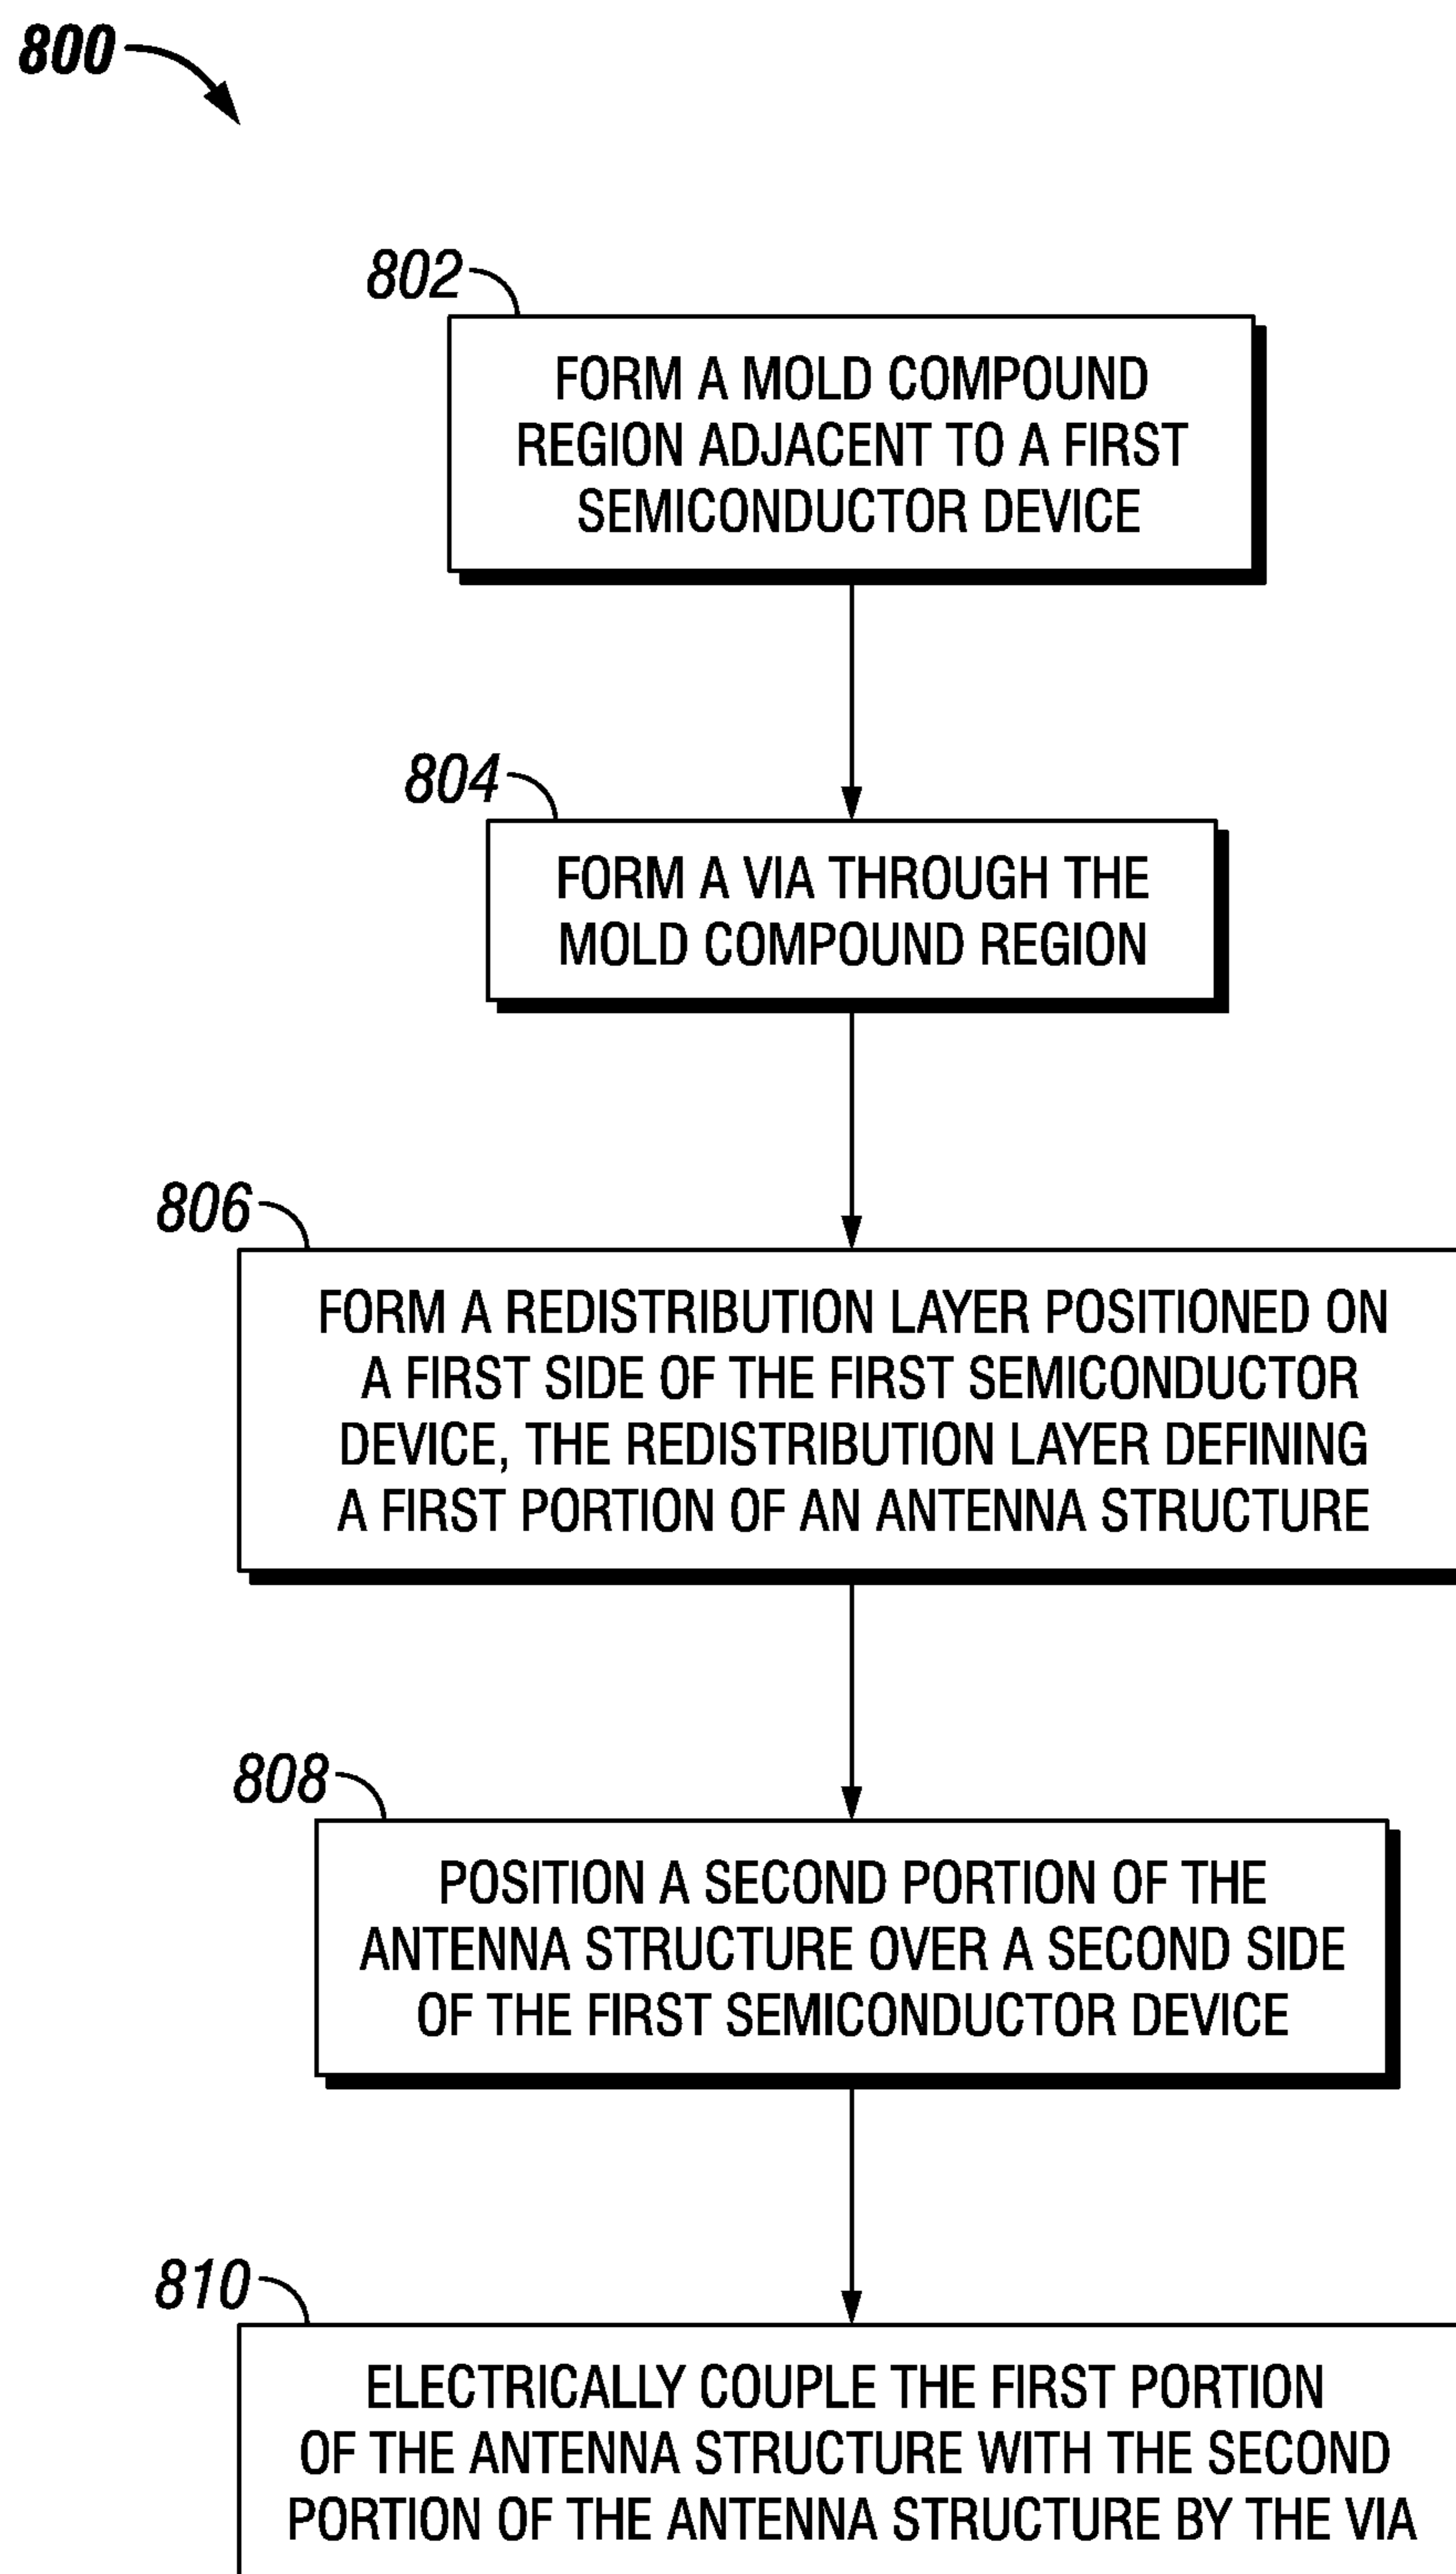 800
802
FORM A MOLD COMPOUND
REGION ADJACENT TO A FIRST
SEMICONDUCTOR DEVICE
804
FORM A VIA THROUGH THE
MOLD COMPOUND REGION
806
FORM A REDISTRIBUTION LAYER POSITIONED ON
A FIRST SIDE OF THE FIRST SEMICONDUCTOR
DEVICE, THE REDISTRIBUTION LAYER DEFINING
A FIRST PORTION OF AN ANTENNA STRUCTURE
808
POSITION A SECOND PORTION OF THE
ANTENNA STRUCTURE OVER A SECOND SIDE
OF THE FIRST SEMICONDUCTOR DEVICE
810
ELECTRICALLY COUPLE THE FIRST PORTION
OF THE ANTENNA STRUCTURE WITH THE SECOND
PORTION OF THE ANTENNA STRUCTURE BY THE VIA